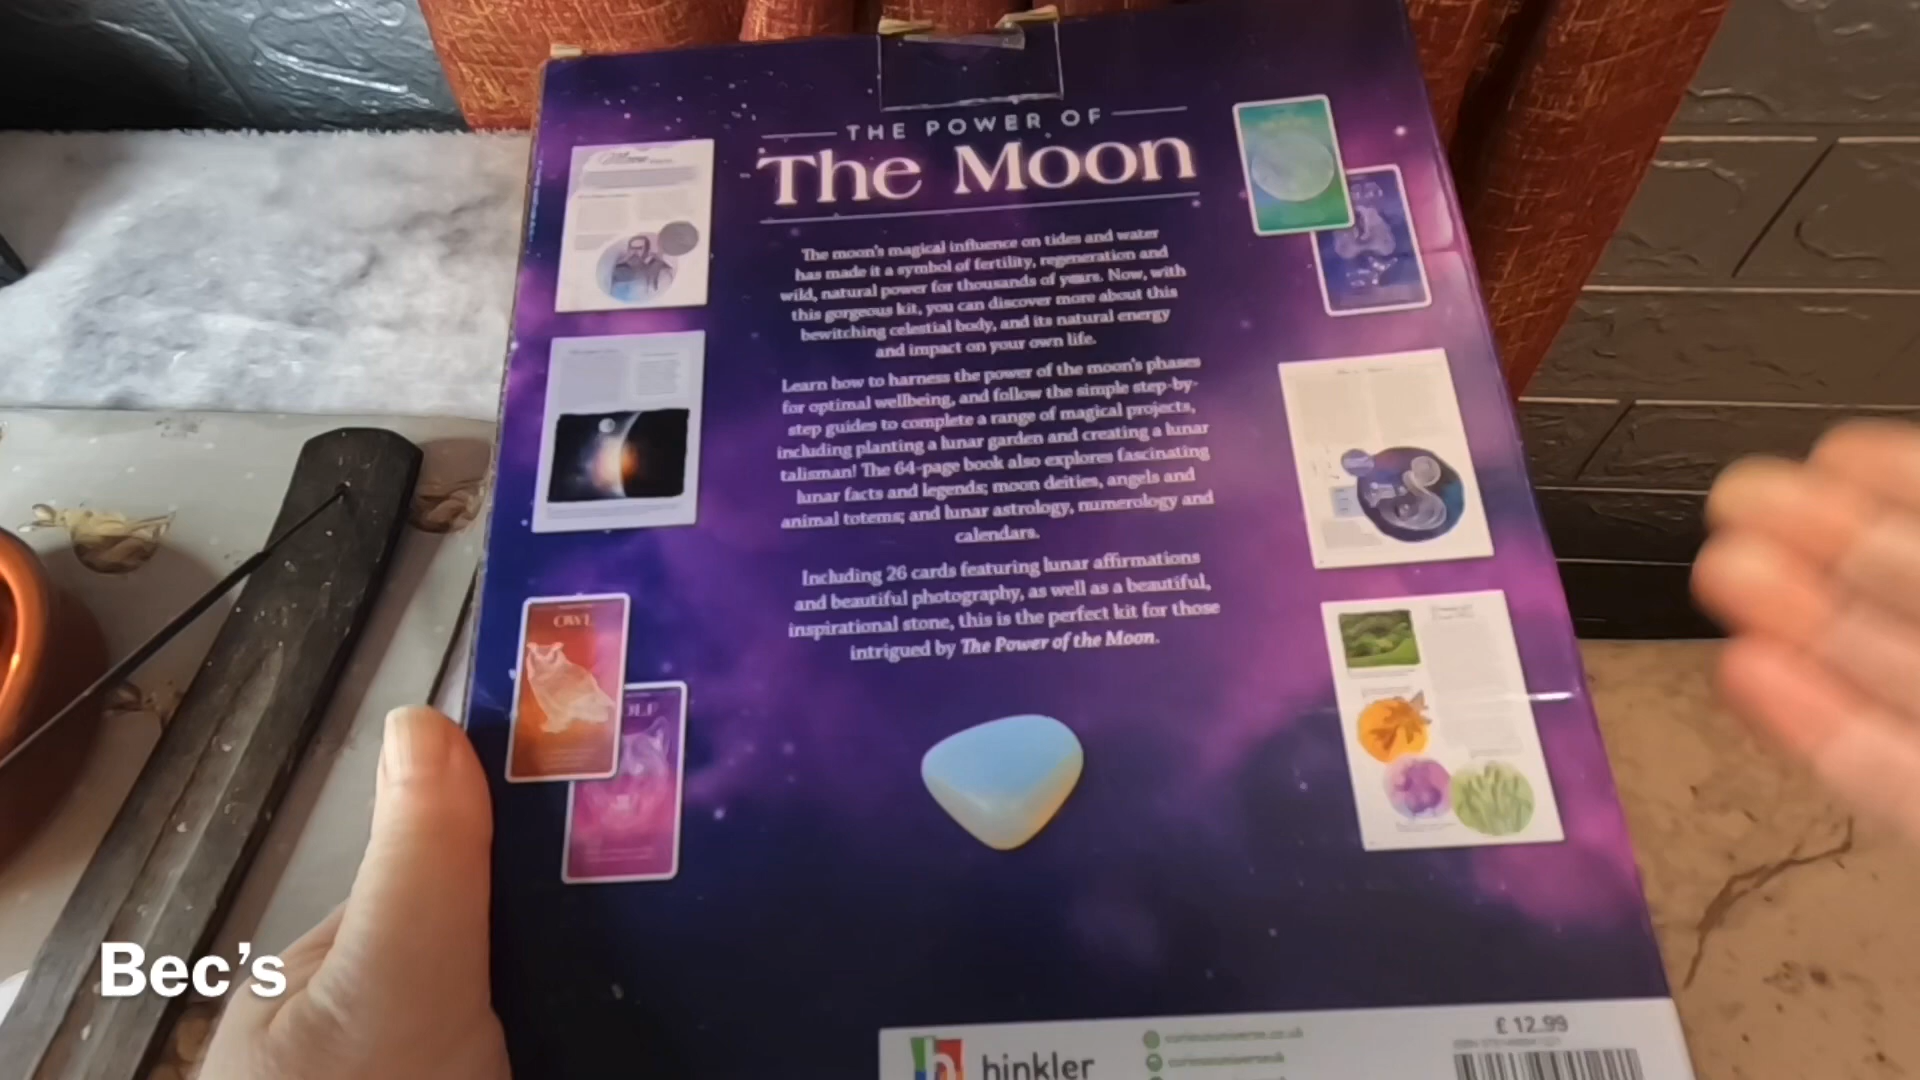 THE POWER OF
The Moon
The moon's magical influence on tides and water
has made it a symbol of fertility, regeneration and
wild, natural power for thousands of years. Now, with
this gorgeous kit, you can discover more about this
bewitching celestial body, and its natural energy
and impact on your own life.
Learn how to harness the power of the moon's phases
for optimal wellbeing, and follow the simple step-by-
step guides to complete a range of magical projects,
including planting a lunar garden and creating a lunar
talisman! The 64-page book also explores fascinating
lunar facts and legends; moon deities, angels and
animal totems; and lunar astrology, numerology and
calendars.
Including 26 cards featuring lunar affirmations
and beautiful photography, as well as a beautiful,
inspirational stone, this is the perfect kit for those
intrigued by The Power of the Moon.
OWL
OLF
Bec's
h hinkler
£ 12.99